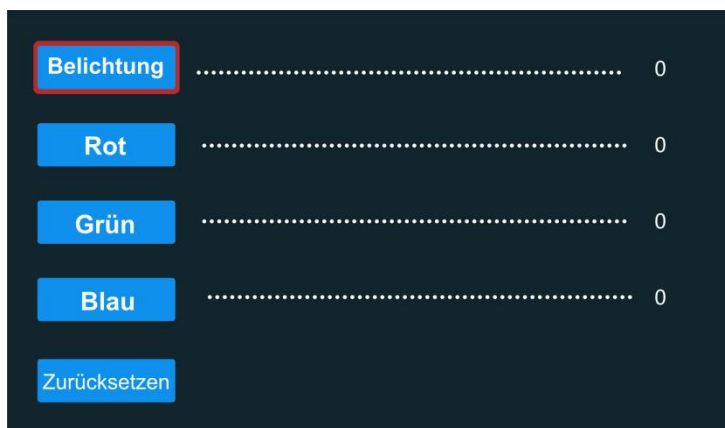 Belichtung ......................................................... 0
Rot ......................................................... 0
Grün ......................................................... 0
Blau ......................................................... 0
Zurücksetzen